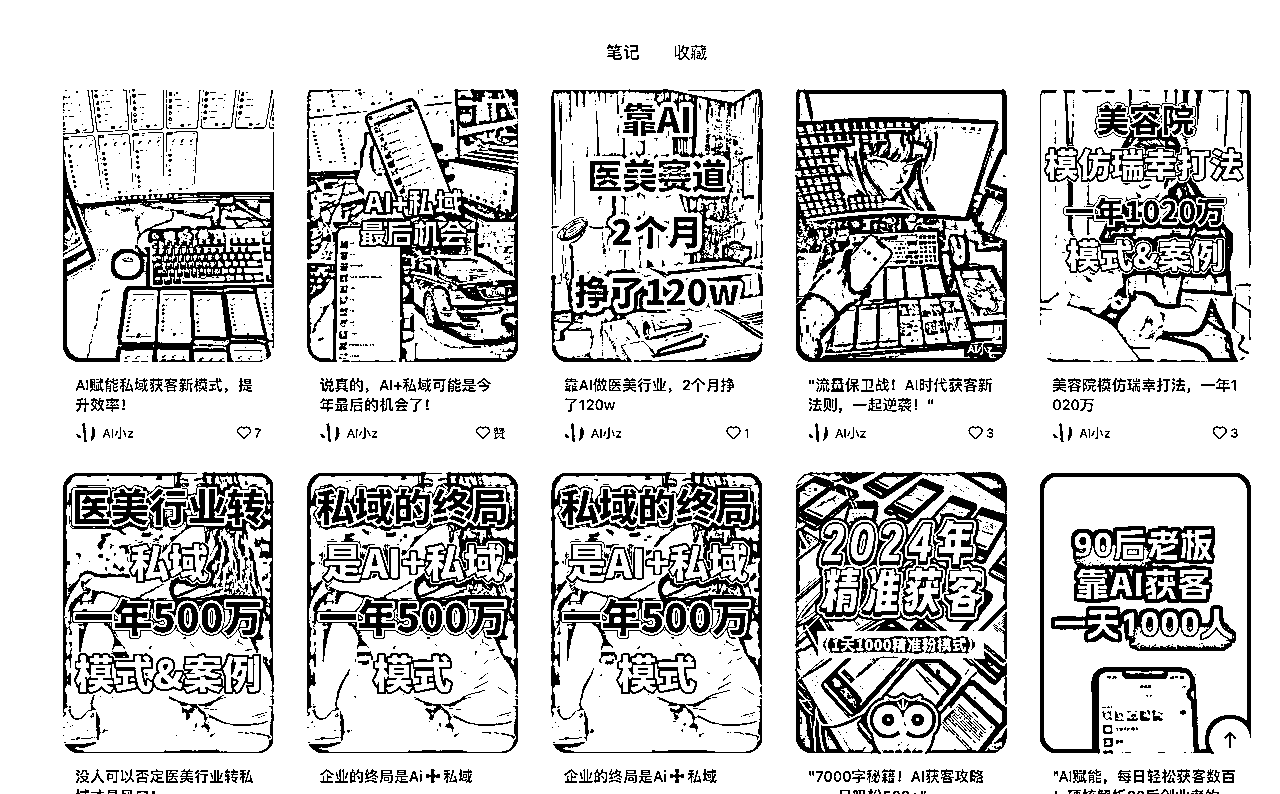 笔记 收藏
AI+私域
最后机会
靠AI
医美赛道
2个月
挣了120w
美容院
模仿瑞幸打法
一年1020万
模式&案例
AI赋能私域获客新模式，提
升效率！
说真的，AI+私域可能是今
年最后的机会了！
靠AI做医美行业，2个月挣
了120w
"流量保卫战！AI时代获客新
法则，一起逆袭！"
美容院模仿瑞幸打法，一年1
020万
AI小z 7
AI小z 赞
AI小z 1
AI小z 3
AI小z 3
医美行业转
私域
一年500万
模式&案例
私域的终局
是AI+私域
一年500万
模式
私域的终局
是AI+私域
一年500万
模式
2024年
精准获客
（1天1000精准粉模式）
90后老板
靠AI获客
一天1000人
没人可以否定医美行业转私
企业的终局是Ai➕私域
企业的终局是Ai➕私域
"7000字秘籍！AI获客攻略
"AI赋能，每日轻松获客数百